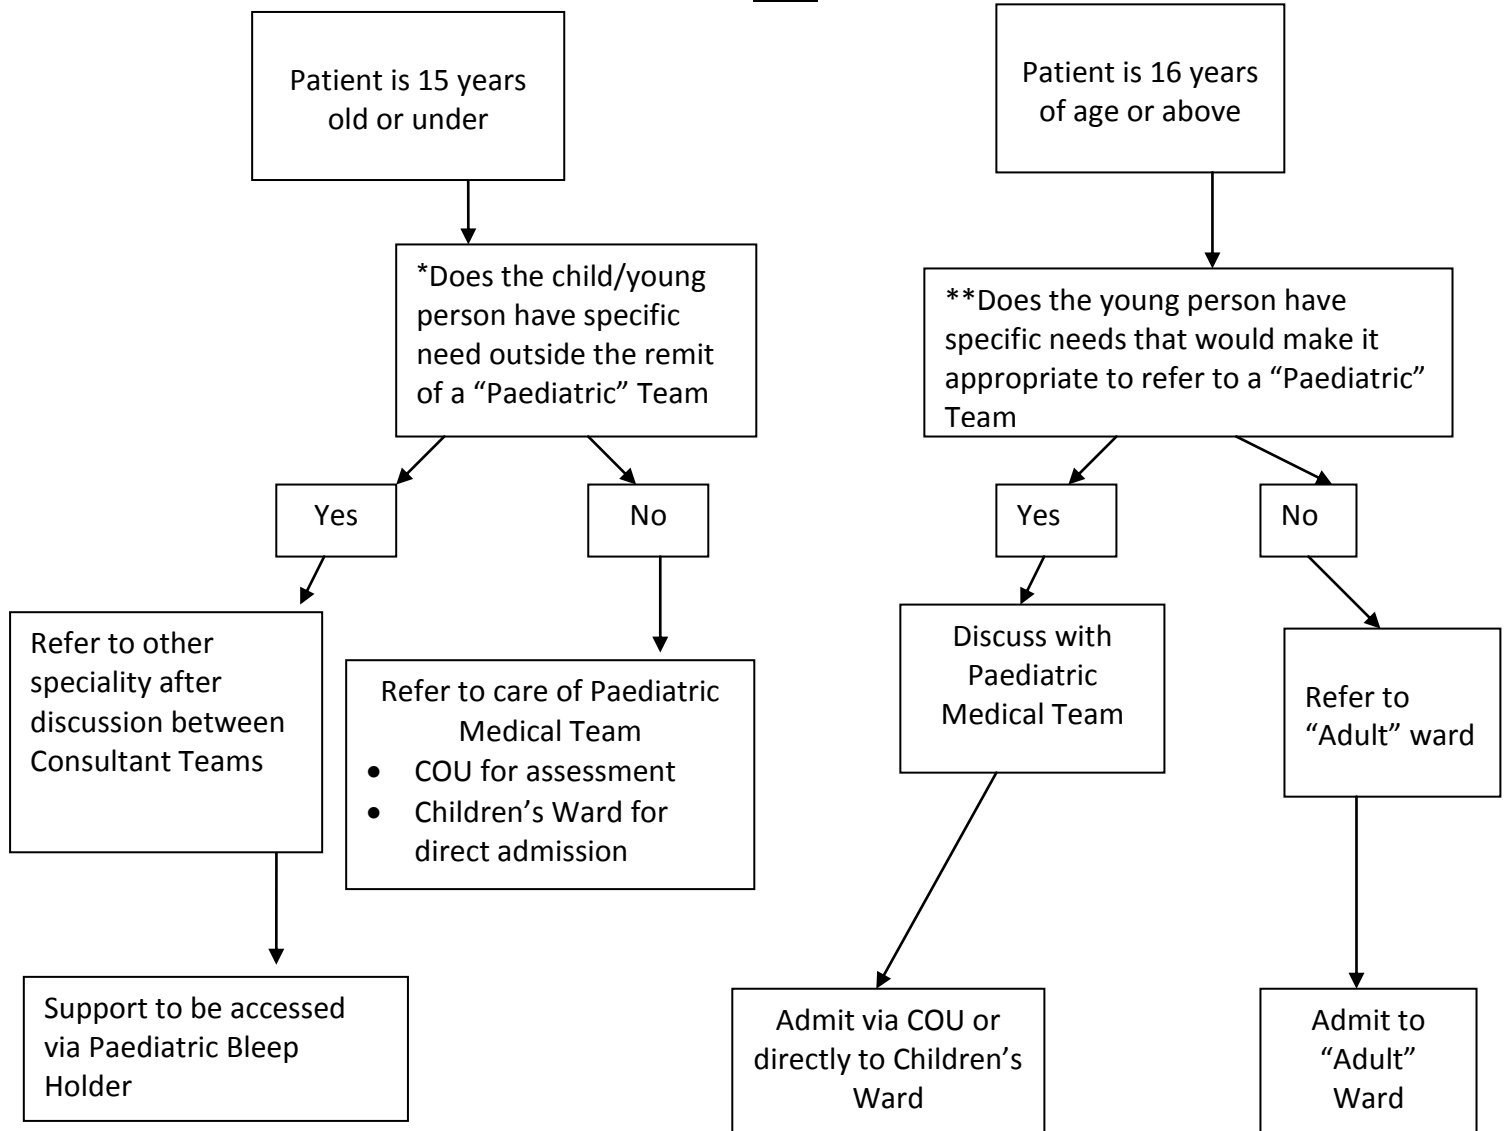 Patient is 15 years
old or under
Patient is 16 years
of age or above
*Does the child/young
person have specific
need outside the remit
of a “Paediatric” Team
**Does the young person have
specific needs that would make it
appropriate to refer to a “Paediatric”
Team
Yes
No
Yes
No
Refer to other
speciality after
discussion between
Consultant Teams
Refer to care of Paediatric
Medical Team
• COU for assessment
• Children’s Ward for
direct admission
Discuss with
Paediatric
Medical Team
Refer to
“Adult” ward
Support to be accessed
via Paediatric Bleep
Holder
Admit via COU or
directly to Children’s
Ward
Admit to
“Adult”
Ward